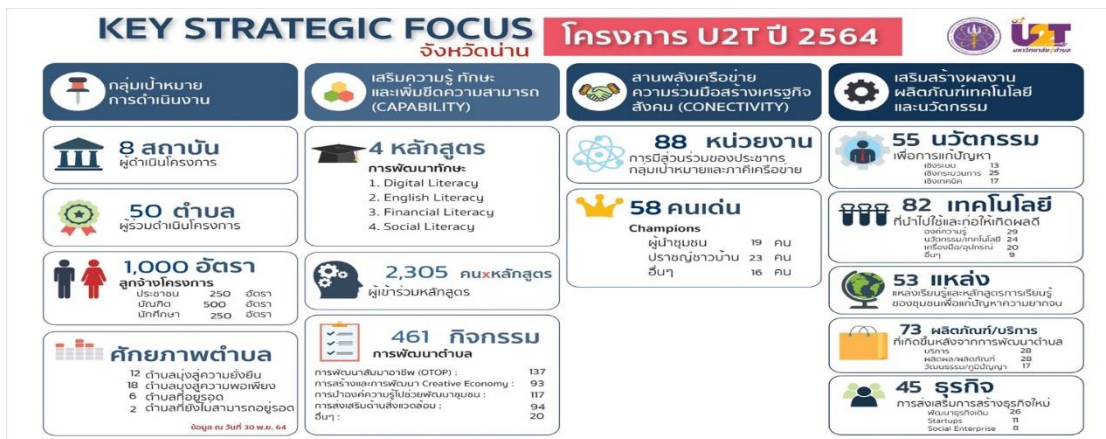 KEY STRATEGIC FOCUS
จังหวัดน่าน
โครงการ U2T ปี 2564
U2T
มหาวิทยาลัยสู่ตำบล
กลุ่มเป้าหมาย
การดำเนินงาน
8 สถาบัน
ผู้ดำเนินโครงการ
50 ตำบล
ผู้ร่วมดำเนินโครงการ
1,000 อัตรา
ลูกจ้างโครงการ
ประชาชน 250 อัตรา
บัณฑิต 500 อัตรา
นักศึกษา 250 อัตรา
ศักยภาพตำบล
12 ตำบลมุ่งสู่ความยั่งยืน
18 ตำบลมุ่งสู่ความพอเพียง
6 ตำบลที่อยู่รอด
2 ตำบลที่ยังไม่สามารถอยู่รอด
ข้อมูล ณ วันที่ 30 พ.ย. 64
เสริมความรู้ ทักษะ
และเพิ่มขีดความสามารถ
(CAPABILITY)
4 หลักสูตร
การพัฒนาทักษะ
1. Digital Literacy
2. English Literacy
3. Financial Literacy
4. Social Literacy
2,305 คนxหลักสูตร
ผู้เข้าร่วมหลักสูตร
461 กิจกรรม
การพัฒนาตำบล
การพัฒนาสัมมาอาชีพ (OTOP) : 137
การสร้างและการพัฒนา Creative Economy : 93
การนำองค์ความรู้ไปช่วยพัฒนาชุมชน : 117
การส่งเสริมด้านสิ่งแวดล้อม : 94
อื่นๆ : 20
สานพลังเครือข่าย
ความร่วมมือสร้างเศรฐกิจ
สังคม (CONECTIVITY)
88 หน่วยงาน
การมีส่วนร่วมของประชากร
กลุ่มเป้าหมายและภาคีเครือข่าย
58 คนเด่น
Champions
ผู้นำชุมชน 19 คน
ปราชญ์ชาวบ้าน 23 คน
อื่นๆ 16 คน
เสริมสร้างผลงาน
ผลิตภัณฑ์เทคโนโลยี
และนวัตกรรม
55 นวัตกรรม
เพื่อการแก้ปัญหา
เชิงระบบ 13
เชิงกระบวนการ 25
เชิงเทคนิค 17
82 เทคโนโลยี
ที่นำไปใช้และก่อให้เกิดผลดี
องค์ความรู้ 29
นวัตกรรม/เทคโนโลยี 24
เครื่องมือ/อุปกรณ์ 20
อื่นๆ 9
53 แหล่ง
แหล่งเรียนรู้และหลักสูตรการเรียนรู้
ของชุมชนเพื่อแก้ปัญหาความยากจน
73 ผลิตภัณฑ์/บริการ
ที่เกิดขึ้นหลังจากการพัฒนาตำบล
บริการ 28
ผลิตผล/ผลิตภัณฑ์ 28
วัฒนธรรม/ภูมิปัญญา 17
45 ธุรกิจ
การส่งเสริมการสร้างธุรกิจใหม่
พัฒนาธุรกิจเดิม 26
Startups 11
Social Enterprise 8